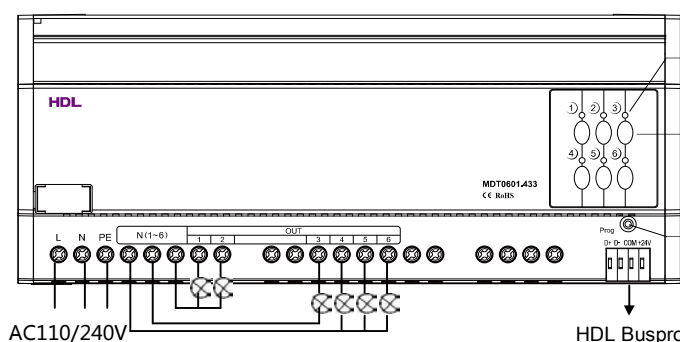 HDL
1 2 3
4 5 6
MDT0601.433
CE RoHS
Prog
L N PE N(1~6) OUT
1 2 3 4 5 6
D+ D- COM +24V
AC110/240V
HDL Buspro